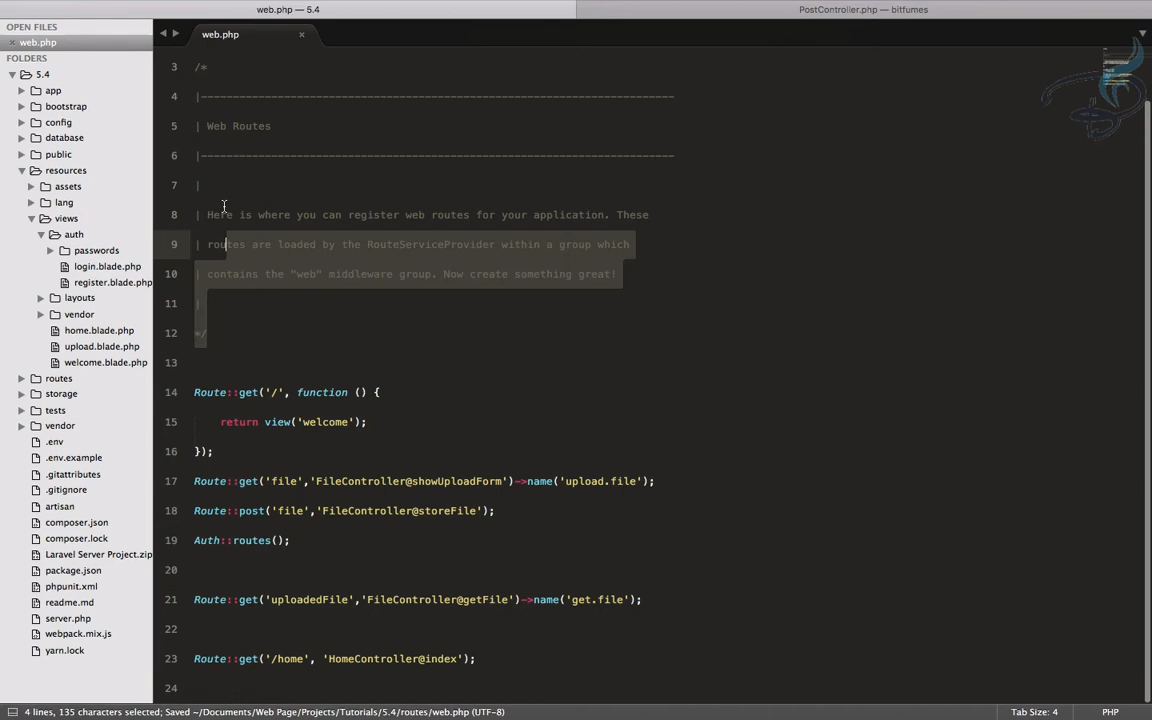 web.php — 5.4
PostController.php — bitfumes
OPEN FILES
× web.php
FOLDERS
5.4
app
bootstrap
config
database
public
resources
assets
lang
views
auth
passwords
login.blade.php
register.blade.php
layouts
vendor
home.blade.php
upload.blade.php
welcome.blade.php
routes
storage
tests
vendor
.env
.env.example
.gitattributes
.gitignore
artisan
composer.json
composer.lock
Laravel Server Project.zip
package.json
phpunit.xml
readme.md
server.php
webpack.mix.js
yarn.lock
web.php ×
3 /*
4 |--------------------------------------------------------------------------
5 | Web Routes
6 |--------------------------------------------------------------------------
7 |
8 | Here is where you can register web routes for your application. These
9 | routes are loaded by the RouteServiceProvider within a group which
10 | contains the "web" middleware group. Now create something great!
11 |
12 */
13
14 Route::get('/', function () {
15 return view('welcome');
16 });
17 Route::get('file','FileController@showUploadForm')->name('upload.file');
18 Route::post('file','FileController@storeFile');
19 Auth::routes();
20
21 Route::get('uploadedFile','FileController@getFile')->name('get.file');
22
23 Route::get('/home', 'HomeController@index');
24
4 lines, 135 characters selected; Saved ~/Documents/Web Page/Projects/Tutorials/5.4/routes/web.php (UTF-8)
Tab Size: 4
PHP